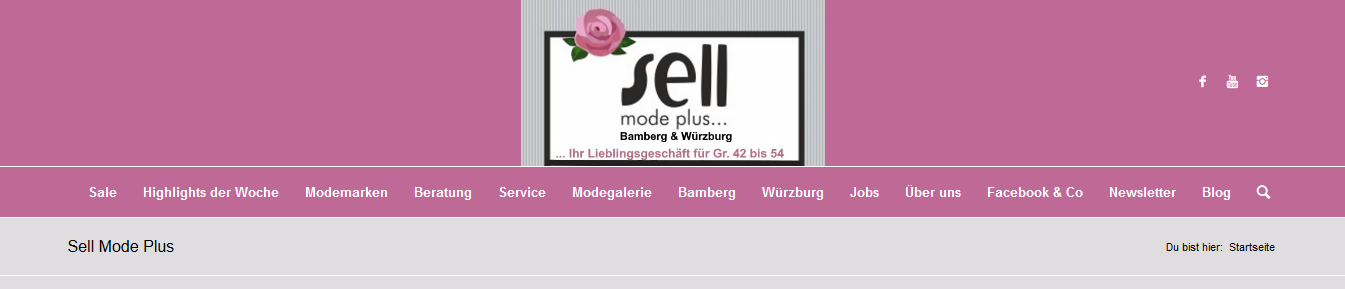 sell
mode plus...
Bamberg & Würzburg
... Ihr Lieblingsgeschäft für Gr. 42 bis 54
Sale Highlights der Woche Modemarken Beratung Service Modegalerie Bamberg Würzburg Jobs Über uns Facebook & Co Newsletter Blog
Sell Mode Plus
Du bist hier: Startseite